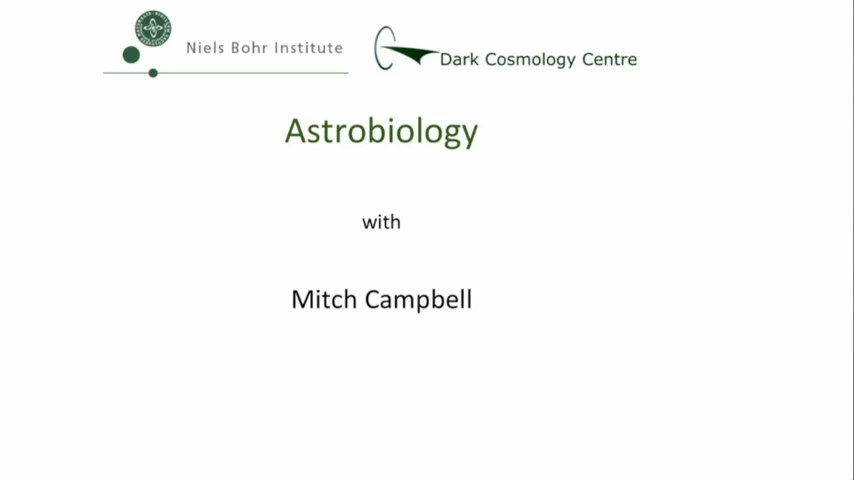 Niels Bohr Institute
Dark Cosmology Centre
Astrobiology
with
Mitch Campbell